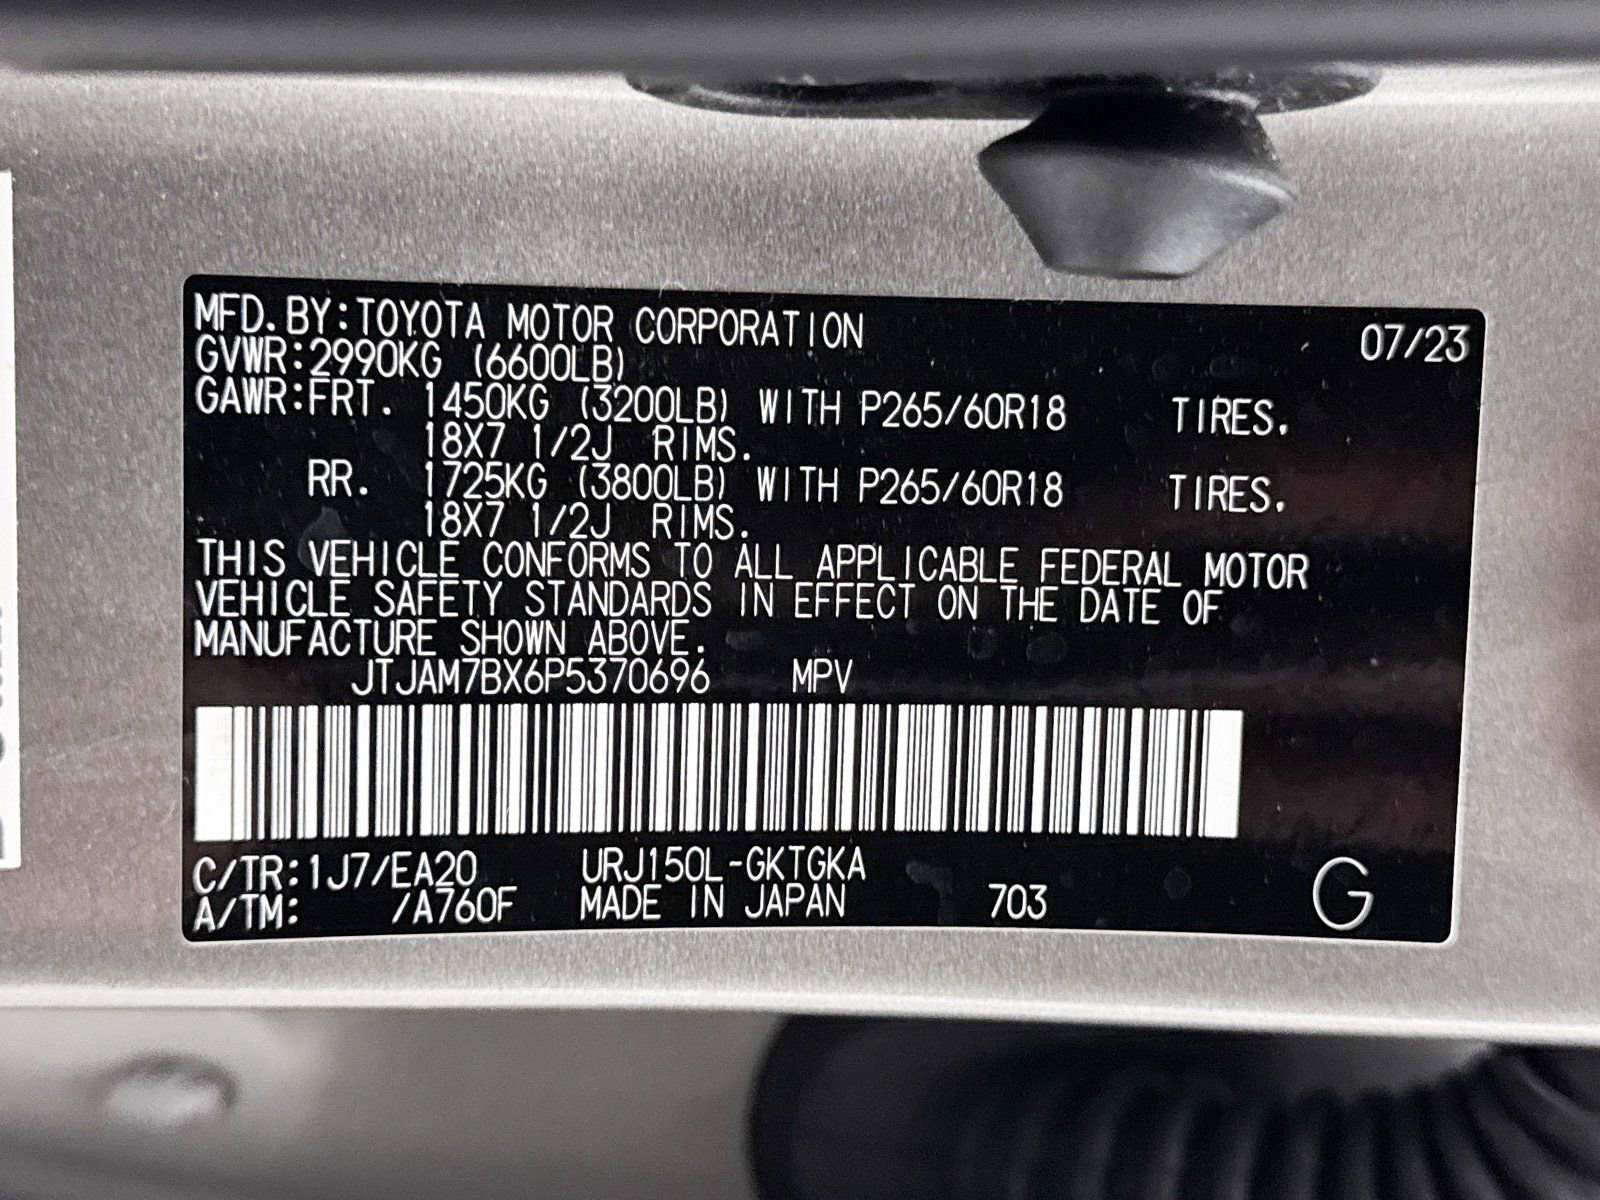 MFD. BY: TOYOTA MOTOR CORPORATION 07/23
GVWR: 2990KG (6600LB)
GAWR: FRT. 1450KG (3200LB) WITH P265/60R18 TIRES.
18X7 1/2J RIMS.
RR. 1725KG (3800LB) WITH P265/60R18 TIRES.
18X7 1/2J RIMS.
THIS VEHICLE CONFORMS TO ALL APPLICABLE FEDERAL MOTOR
VEHICLE SAFETY STANDARDS IN EFFECT ON THE DATE OF
MANUFACTURE SHOWN ABOVE.
JTJAM7BX6P5370696 MPV
C/TR: 1J7/EA20 URJ150L-GKTGKA
A/TM: /A760F MADE IN JAPAN 703 G